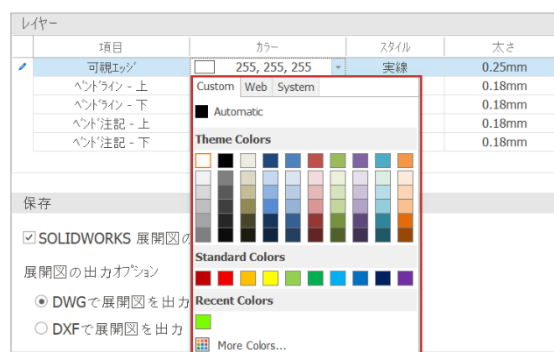 レイヤー
項目 カラー スタイル 太さ
可視エッジ 255, 255, 255 実線 0.25mm
ベンドライン - 上 0.18mm
ベンドライン - 下 0.18mm
ベンド注記 - 上 0.18mm
ベンド注記 - 下 0.18mm
Custom Web System
Automatic
Theme Colors
Standard Colors
Recent Colors
More Colors...
保存
SOLIDWORKS 展開図の
展開図の出力オプション
DWGで展開図を出力
DXFで展開図を出力